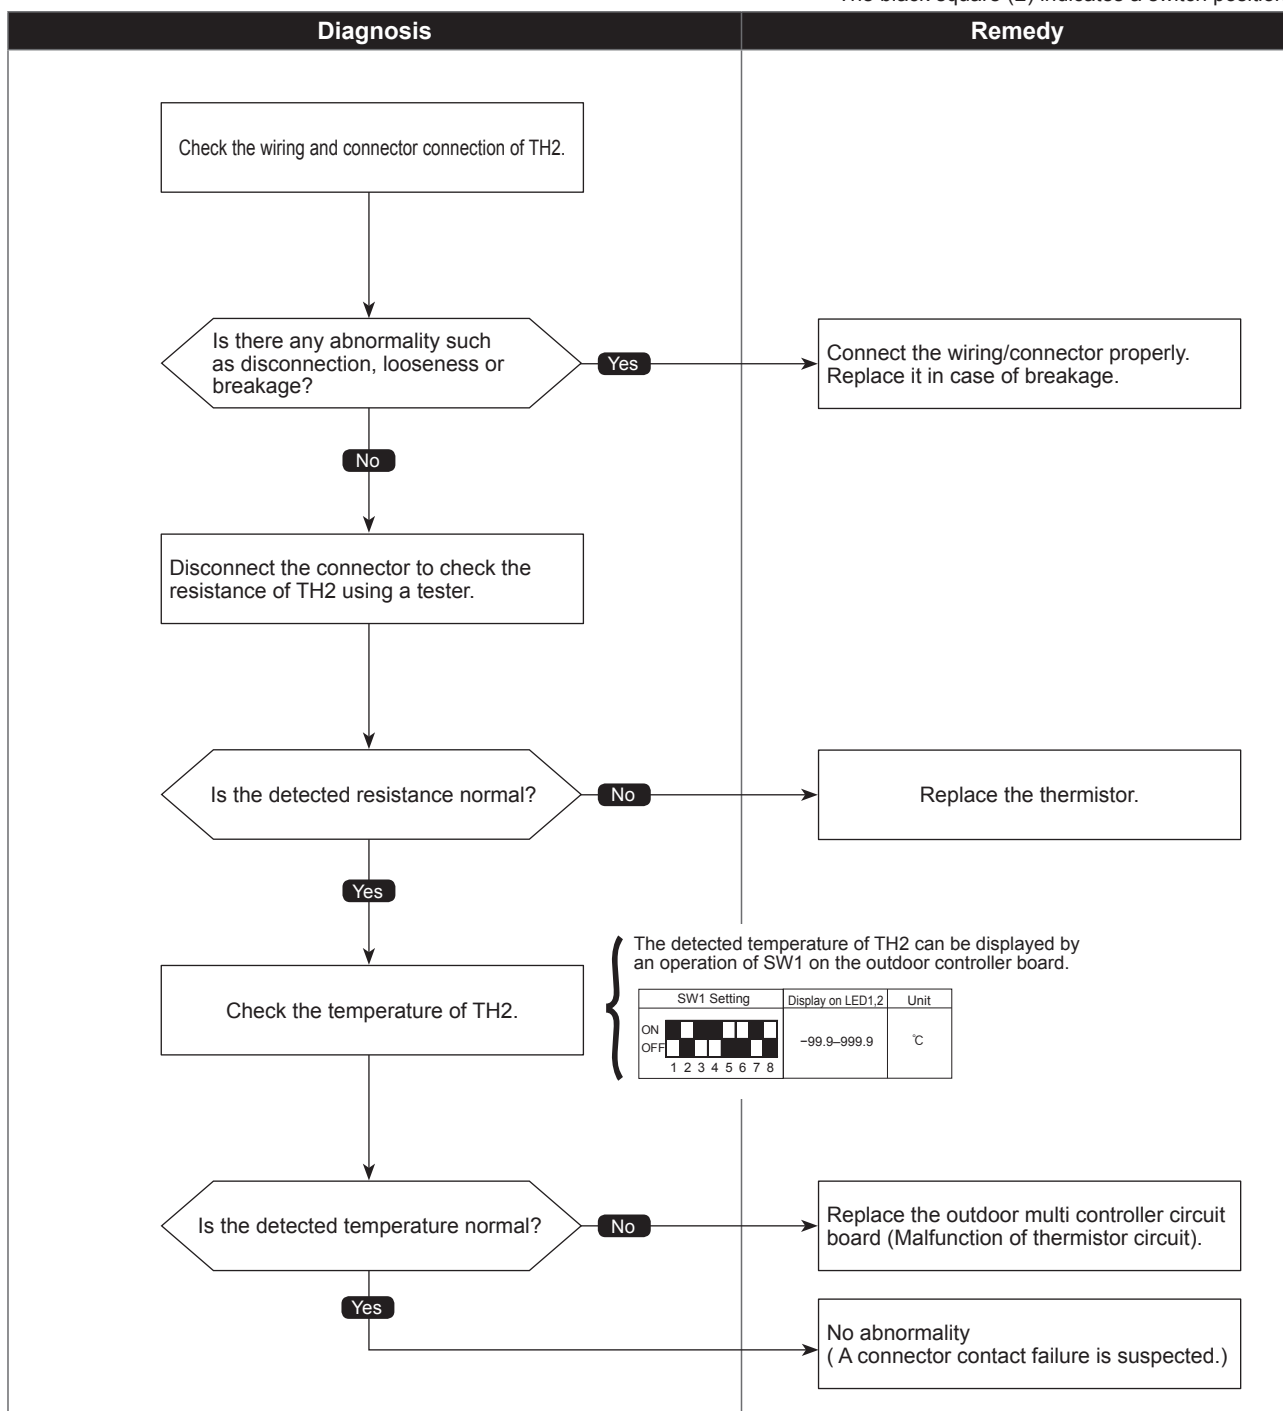 The black square (■) indicates a switch position
Diagnosis
Remedy
Check the wiring and connector connection of TH2.
Is there any abnormality such
as disconnection, looseness or
breakage?
Yes
Connect the wiring/connector properly.
Replace it in case of breakage.
No
Disconnect the connector to check the
resistance of TH2 using a tester.
Is the detected resistance normal?
No
Replace the thermistor.
Yes
The detected temperature of TH2 can be displayed by
an operation of SW1 on the outdoor controller board.
Check the temperature of TH2.
SW1 Setting
Display on LED1,2
Unit
ON
OFF
1 2 3 4 5 6 7 8
−99.9–999.9
℃
Is the detected temperature normal?
No
Replace the outdoor multi controller circuit
board (Malfunction of thermistor circuit).
Yes
No abnormality
( A connector contact failure is suspected.)